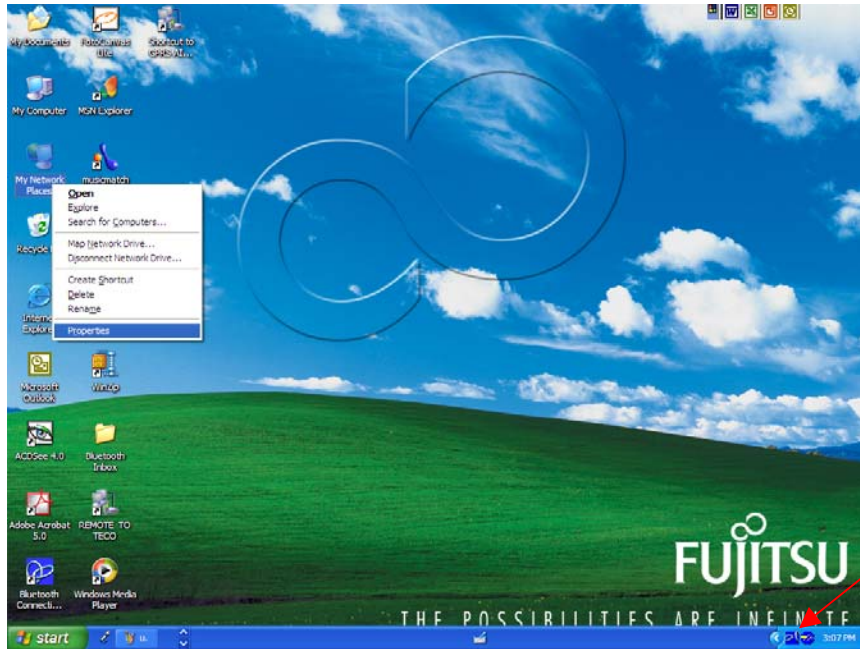 My Documents
FotoCanvas Lite
Shortcut to
My Computer
MSN Explorer
My Network Places
musicmatch
Open
Explore
Search for Computers...
Map Network Drive...
Disconnect Network Drive...
Create Shortcut
Delete
Rename
Properties
Recycle
Internet
Explorer
Microsoft
Outlook
Winzip
ACDSee 4.0
Bluetooth
Inbox
Adobe Acrobat
5.0
REMOTE TO
TECO
Bluetooth
Connecti...
Windows Media
Player
FUJITSU
THE POSSIBILITIES ARE INFINITE
start
u.
3:07 PM